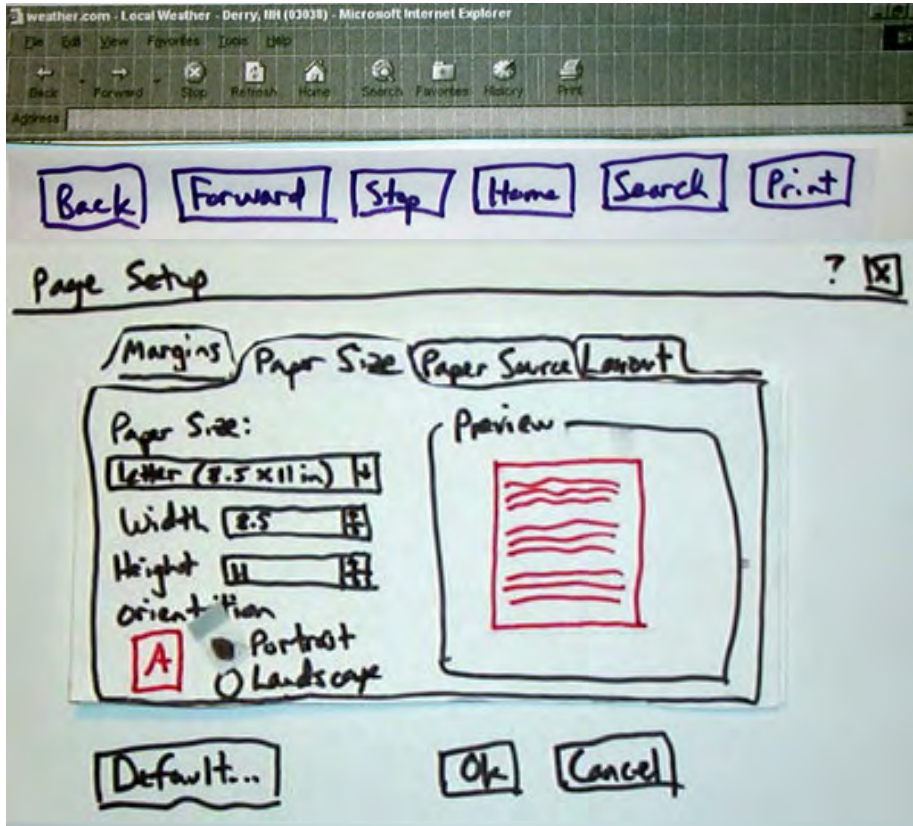 weather.com - Local Weather - Derry, NH (03038) - Microsoft Internet Explorer
File Edit View Favorites Tools Help
Back Forward Stop Refresh Home Search Favorites History Print
Address
Back Forward Stop Home Search Print
Page Setup ? X
Margins Paper Size Paper Source Layout
Paper Size: Preview
Letter (8.5 x 11 in)
Width 8.5
Height 11
orientation
A Portrait
Landscape
Default... Ok Cancel